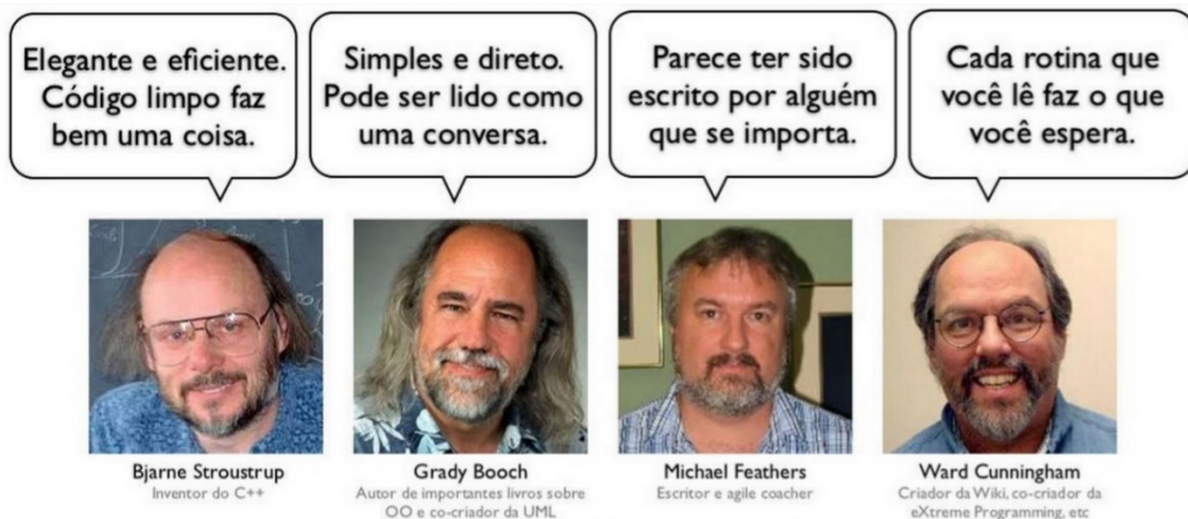 Elegante e eficiente.
Código limpo faz
bem uma coisa.
Simples e direto.
Pode ser lido como
uma conversa.
Parece ter sido
escrito por alguém
que se importa.
Cada rotina que
você lê faz o que
você espera.
Bjarne Stroustrup
Inventor do C++
Grady Booch
Autor de importantes livros sobre
OO e co-criador da UML
Michael Feathers
Escritor e agile coacher
Ward Cunningham
Criador da Wiki, co-criador da
eXtreme Programming, etc